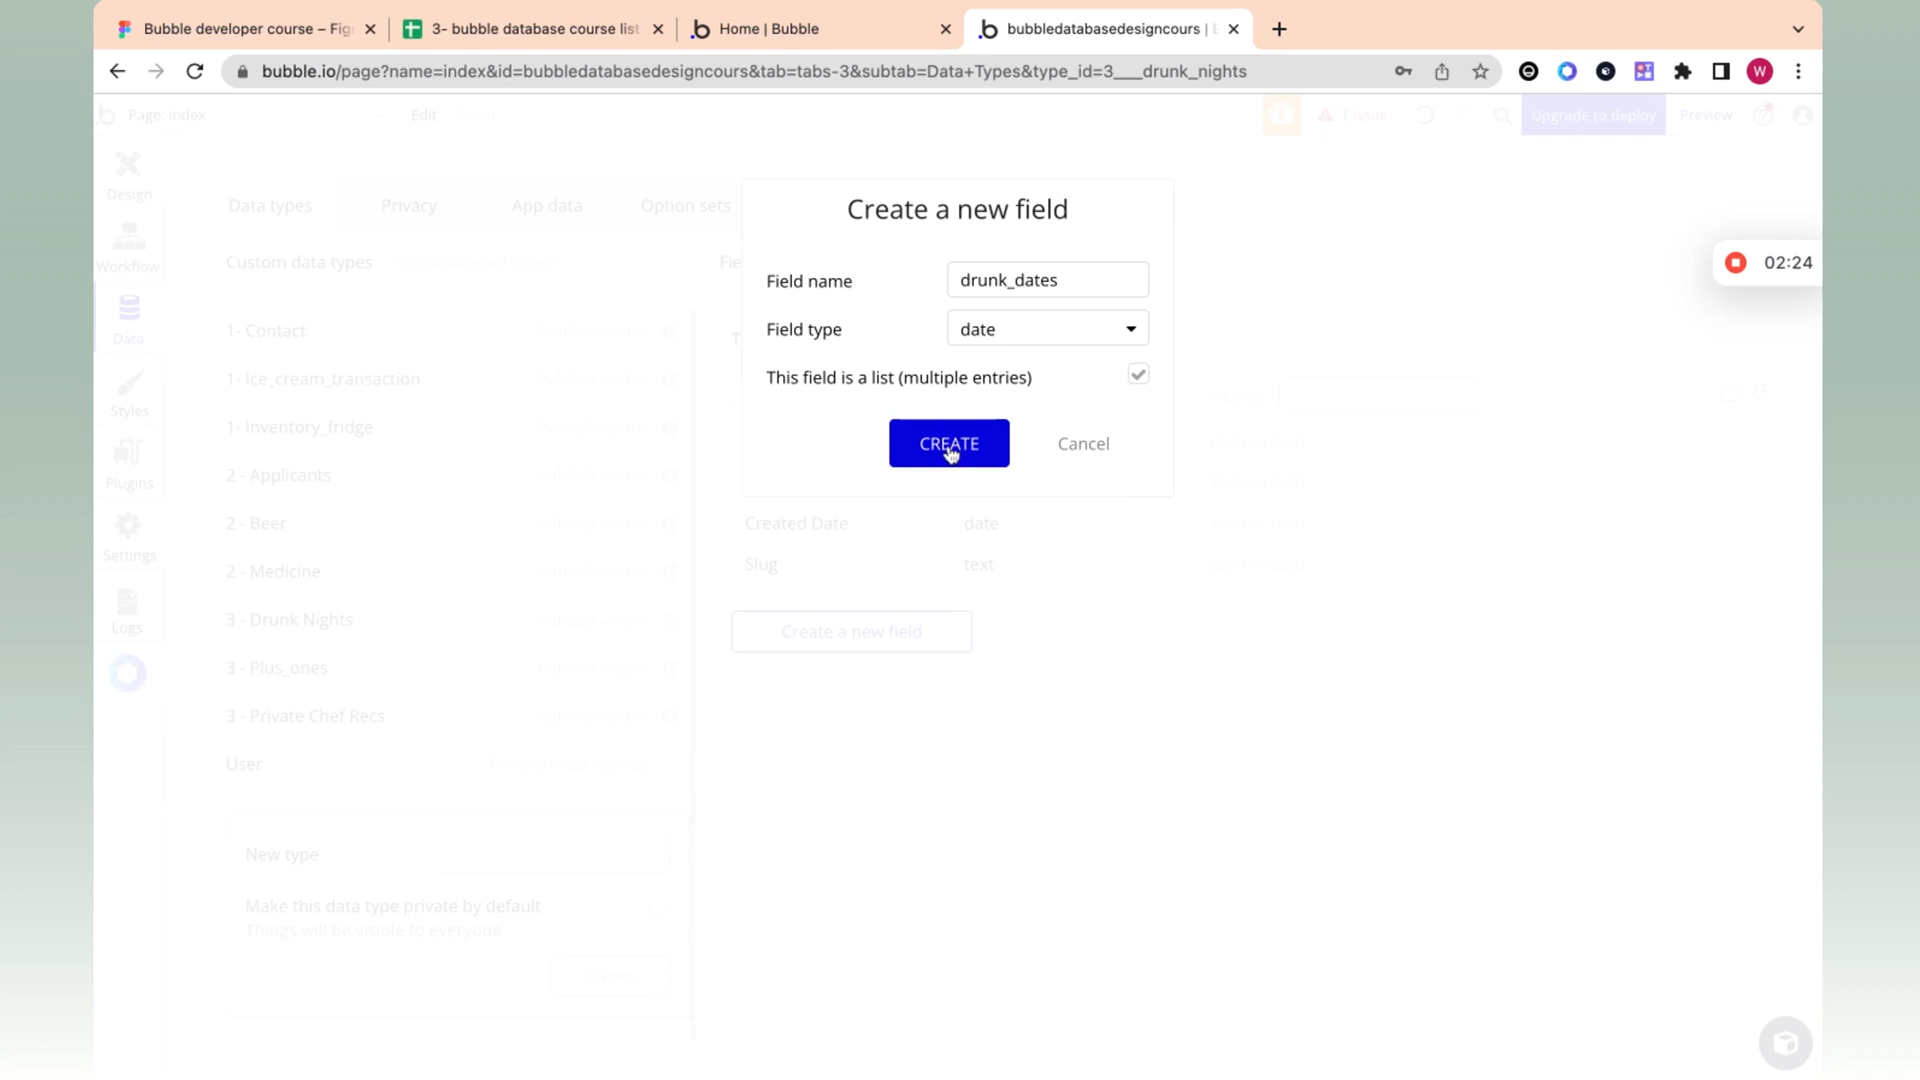 Bubble developer course – Fig
3- bubble database course list
Home | Bubble
bubbledatabasedesigncours |
bubble.io/page?name=index&id=bubbledatabasedesigncours&tab=tabs-3&subtab=Data+Types&type_id=3___drunk_nights
W
Page: index
Edit
Saved
1 issue
Upgrade to deploy
Preview
Design
Workflow
Data
Styles
Plugins
Settings
Logs
Data types
Privacy
App data
Option sets
Custom data types
1- Contact
1- Ice_cream_transaction
1- Inventory_fridge
2 - Applicants
2 - Beer
2 - Medicine
3 - Drunk Nights
3 - Plus_ones
3 - Private Chef Recs
User
New type
Make this data type private by default
Things will be visible to everyone
Fie
T
Create a new field
Field name
drunk_dates
Field type
date
This field is a list (multiple entries)
CREATE
Cancel
Created Date
date
Slug
text
Create a new field
02:24